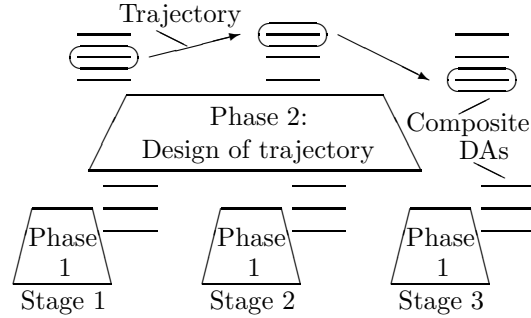 Trajectory
Phase 2:
Design of trajectory
Composite
DAs
Phase
1
Phase
1
Phase
1
Stage 1
Stage 2
Stage 3